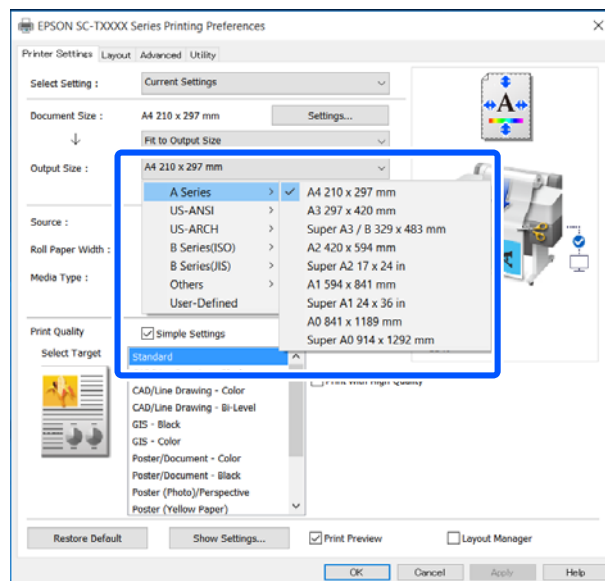 EPSON SC-TXXXX Series Printing Preferences
Printer Settings Layout Advanced Utility
Select Setting : Current Settings
Document Size : A4 210 x 297 mm Settings...
Fit to Output Size
Output Size : A4 210 x 297 mm
A Series
US-ANSI
US-ARCH
B Series(ISO)
B Series(JIS)
Others
User-Defined
A4 210 x 297 mm
A3 297 x 420 mm
Super A3 / B 329 x 483 mm
A2 420 x 594 mm
Super A2 17 x 24 in
A1 594 x 841 mm
Super A1 24 x 36 in
A0 841 x 1189 mm
Super A0 914 x 1292 mm
Source :
Roll Paper Width :
Media Type :
Print Quality Simple Settings
Select Target
Standard
CAD/Line Drawing - Color
CAD/Line Drawing - Bi-Level
GIS - Black
GIS - Color
Poster/Document - Color
Poster/Document - Black
Poster (Photo)/Perspective
Poster (Yellow Paper)
Print with High Quality
A
Restore Default Show Settings... Print Preview Layout Manager
OK Cancel Apply Help